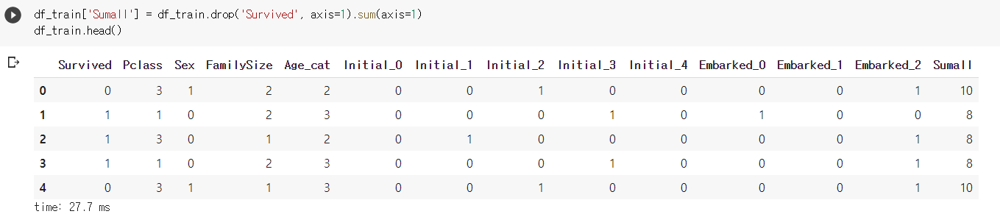 df_train['Sumall'] = df_train.drop('Survived', axis=1).sum(axis=1)
df_train.head()
Survived Pclass Sex FamilySize Age_cat Initial_0 Initial_1 Initial_2 Initial_3 Initial_4 Embarked_0 Embarked_1 Embarked_2 Sumall
0 0 3 1 2 2 0 0 1 0 0 0 0 1 10
1 1 1 0 2 3 0 0 0 1 0 1 0 0 8
2 1 3 0 1 2 0 1 0 0 0 0 0 1 8
3 1 1 0 2 3 0 0 0 1 0 0 0 1 8
4 0 3 1 1 3 0 0 1 0 0 0 0 1 10
time: 27.7 ms